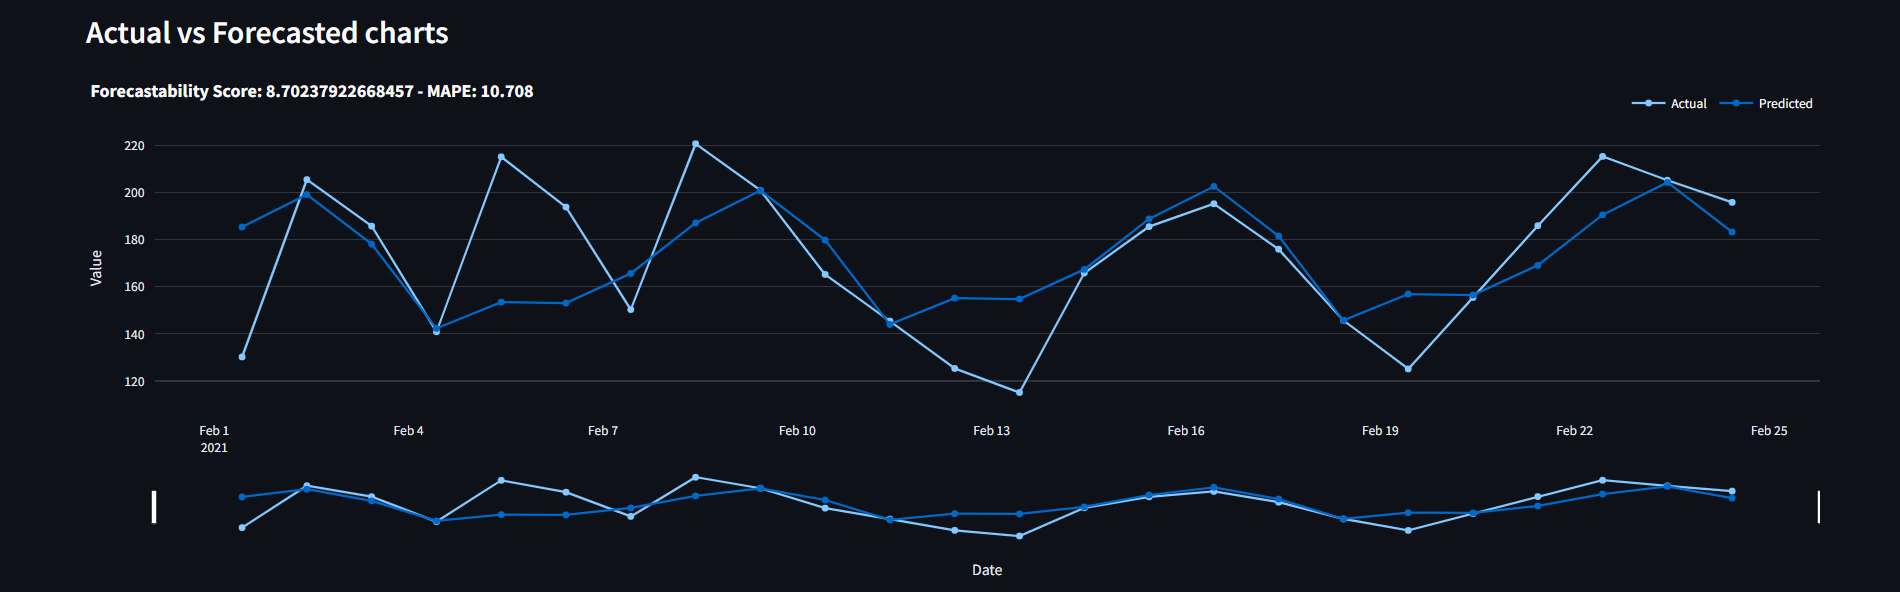 Actual vs Forecasted charts
Forecastability Score: 8.70237922668457 - MAPE: 10.708
Actual
Predicted
220
200
180
160
140
120
Value
Feb 1
2021
Feb 4
Feb 7
Feb 10
Feb 13
Feb 16
Feb 19
Feb 22
Feb 25
Date